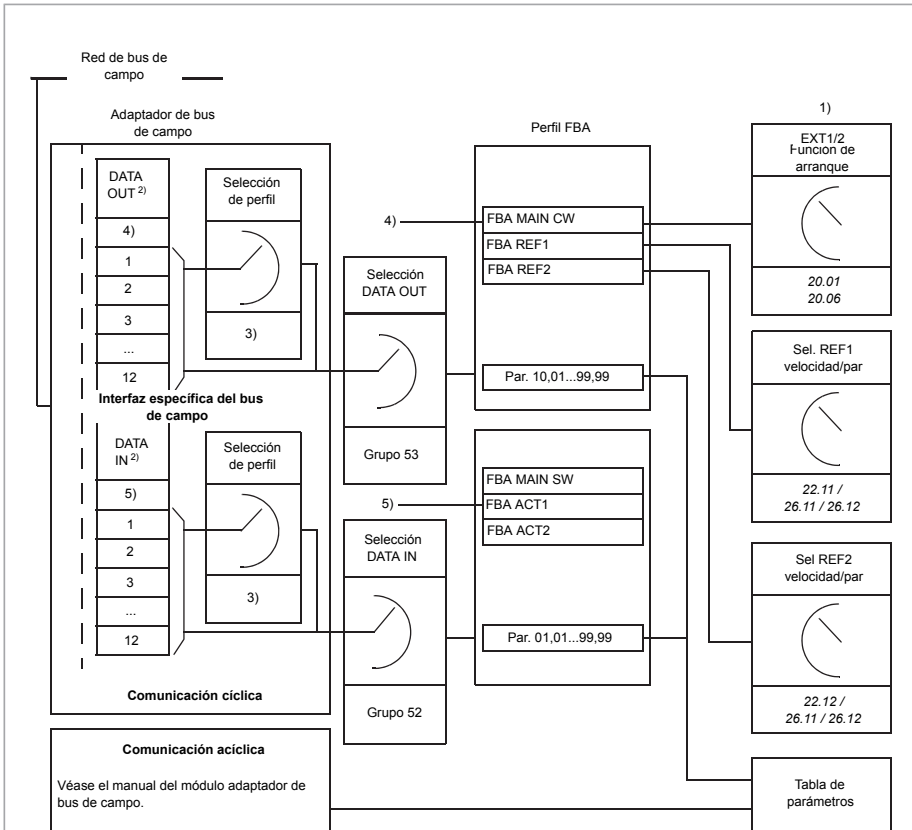 Red de bus de
campo
Adaptador de bus
de campo
DATA
OUT 2)
4)
1
2
3
...
12
Selección
de perfil
3)
Interfaz específica del bus
de campo
DATA
IN 2)
5)
1
2
3
...
12
Selección
de perfil
3)
Comunicación cíclica
Selección
DATA OUT
Grupo 53
Selección
DATA IN
Grupo 52
Perfil FBA
4)
FBA MAIN CW
FBA REF1
FBA REF2
Par. 10,01...99,99
5)
FBA MAIN SW
FBA ACT1
FBA ACT2
Par. 01,01...99,99
1)
EXT1/2
Función de
arranque
20.01
20.06
Sel. REF1
velocidad/par
22.11 /
26.11 / 26.12
Sel REF2
velocidad/par
22.12 /
26.11 / 26.12
Comunicación acíclica
Véase el manual del módulo adaptador de
bus de campo.
Tabla de
parámetros